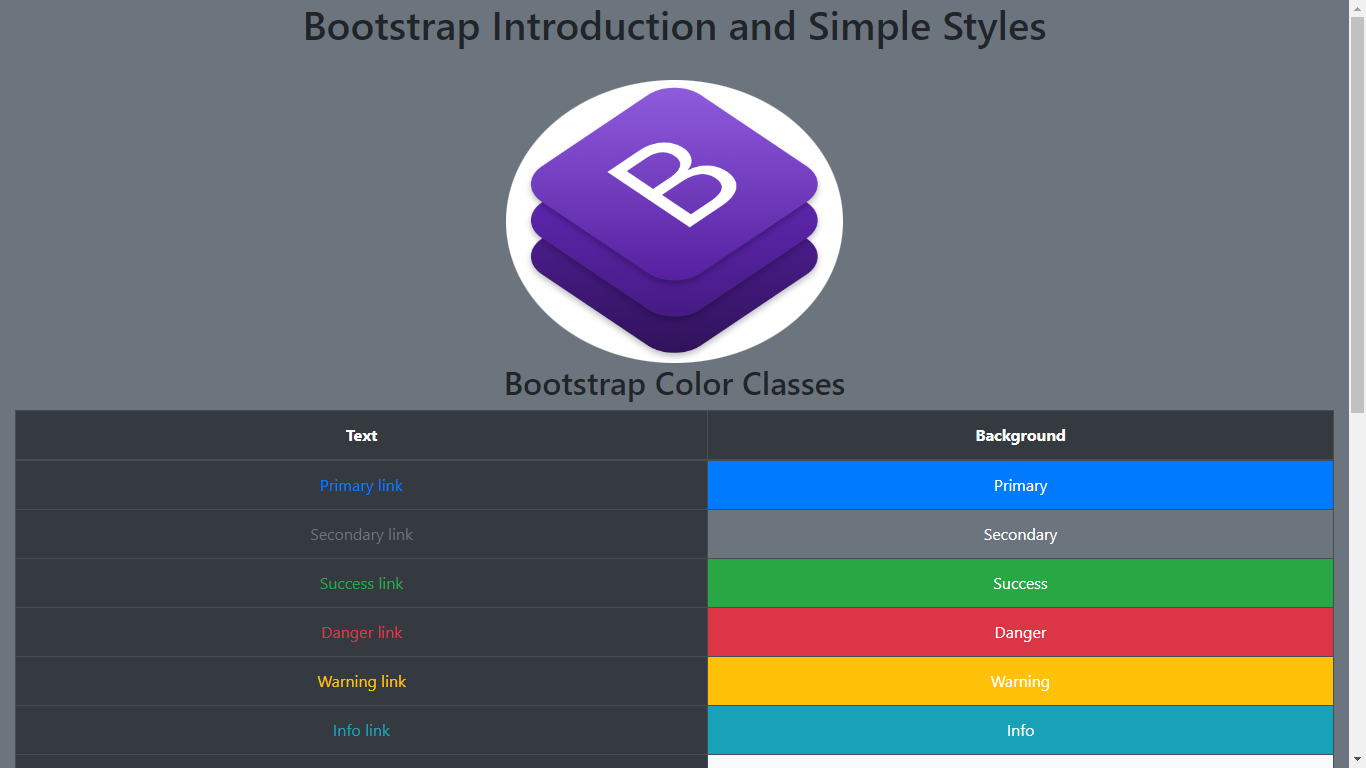 Bootstrap Introduction and Simple Styles
B
Bootstrap Color Classes
Text Background
Primary link Primary
Secondary link Secondary
Success link Success
Danger link Danger
Warning link Warning
Info link Info